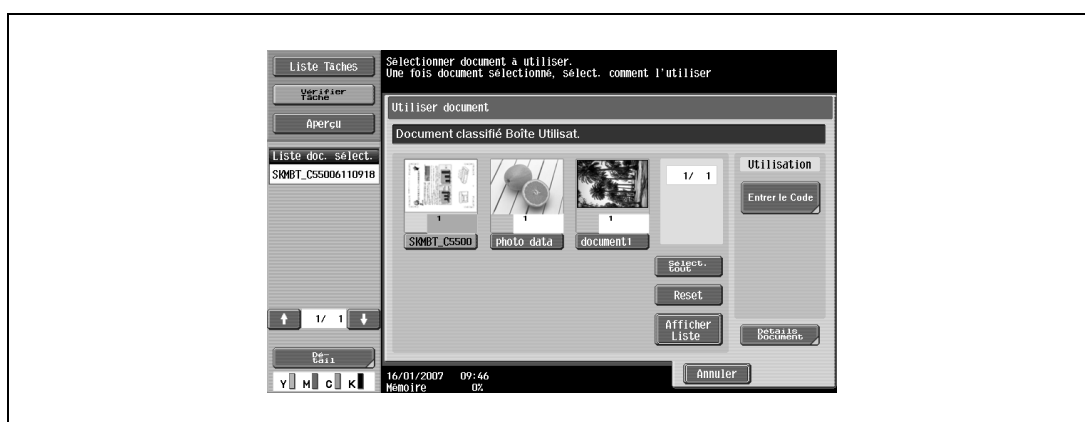 Liste Tâches
Vérifier
Tâche
Aperçu
Liste doc. sélect.
SKMBT_C55006110918
1/ 1
Dé-
tail
Y M C K
Sélectionner document à utiliser.
Une fois document sélectionné, sélect. comment l'utiliser
Utiliser document
Document classifié Boîte Utilisat.
1
SKMBT_C5500
1
photo data
1
document1
1/ 1
Sélect.
tout
Reset
Afficher
Liste
Utilisation
Entrer le Code
Détails
Document
Annuler
16/01/2007 09:46
Mémoire 0%